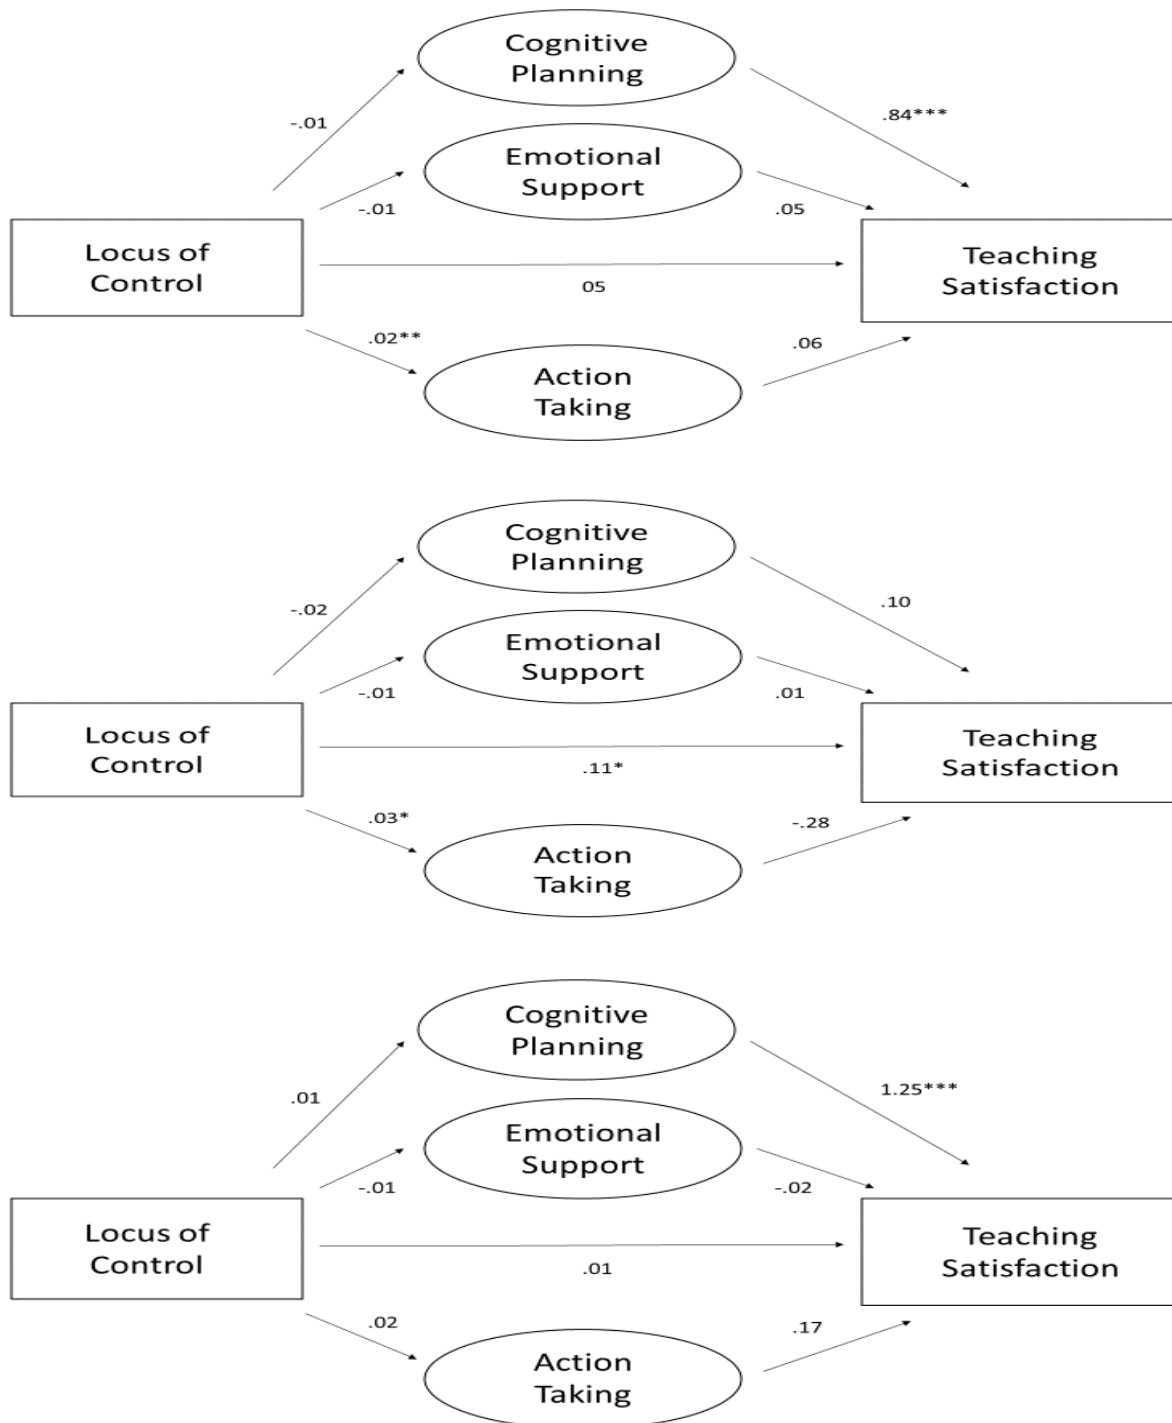 Cognitive
Planning
-.01
.84***
Emotional
Support
-.01
.05
Locus of
Control
Teaching
Satisfaction
05
.02**
.06
Action
Taking
Cognitive
Planning
-.02
.10
Emotional
Support
-.01
.01
Locus of
Control
Teaching
Satisfaction
.11*
.03*
-.28
Action
Taking
Cognitive
Planning
.01
1.25***
Emotional
Support
-.01
-.02
Locus of
Control
Teaching
Satisfaction
.01
.02
.17
Action
Taking